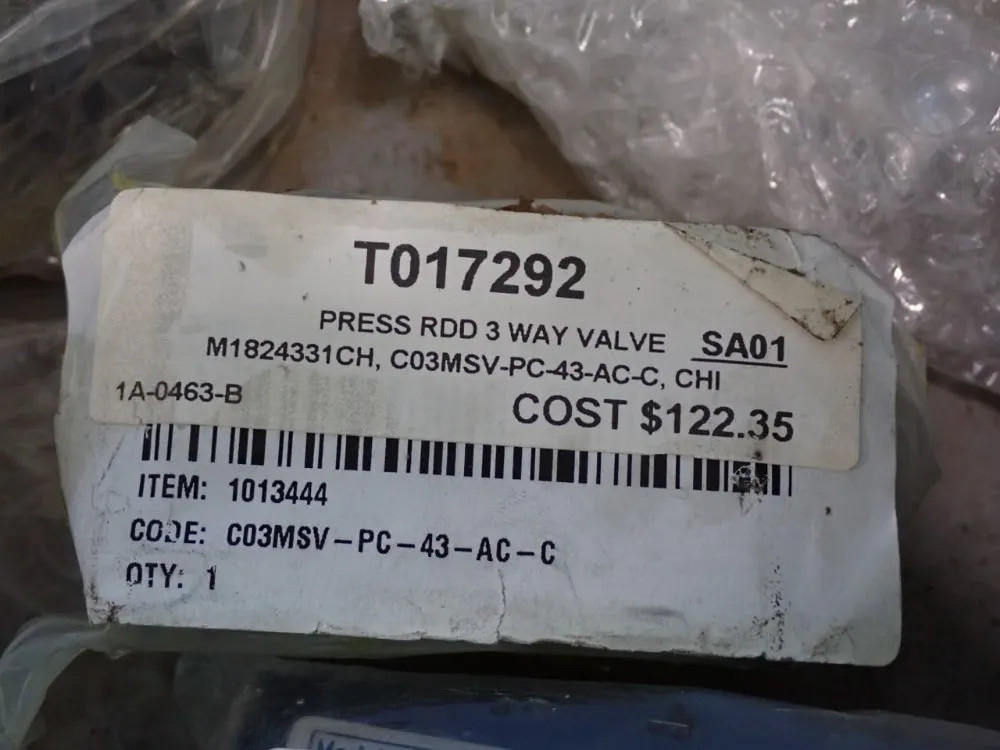 T017292
PRESS RDD 3 WAY VALVE SA01
M1824331CH, C03MSV-PC-43-AC-C, CHI
1A-0463-B
COST $122.35
ITEM: 1013444
CODE: C03MSV-PC-43-AC-C
QTY: 1